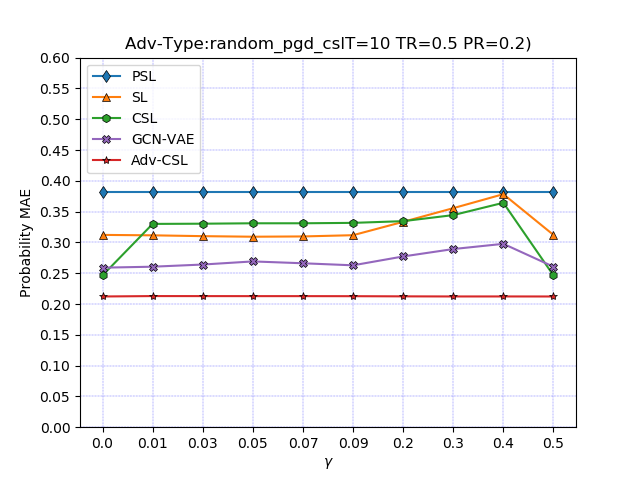 Adv-Type:random_pgd_cslT=10 TR=0.5 PR=0.2)
0.60
0.55
0.50
0.45
0.40
0.35
0.30
0.25
0.20
0.15
0.10
0.05
0.00
Probability MAE
PSL
SL
CSL
GCN-VAE
Adv-CSL
0.0 0.01 0.03 0.05 0.07 0.09 0.2 0.3 0.4 0.5
γ